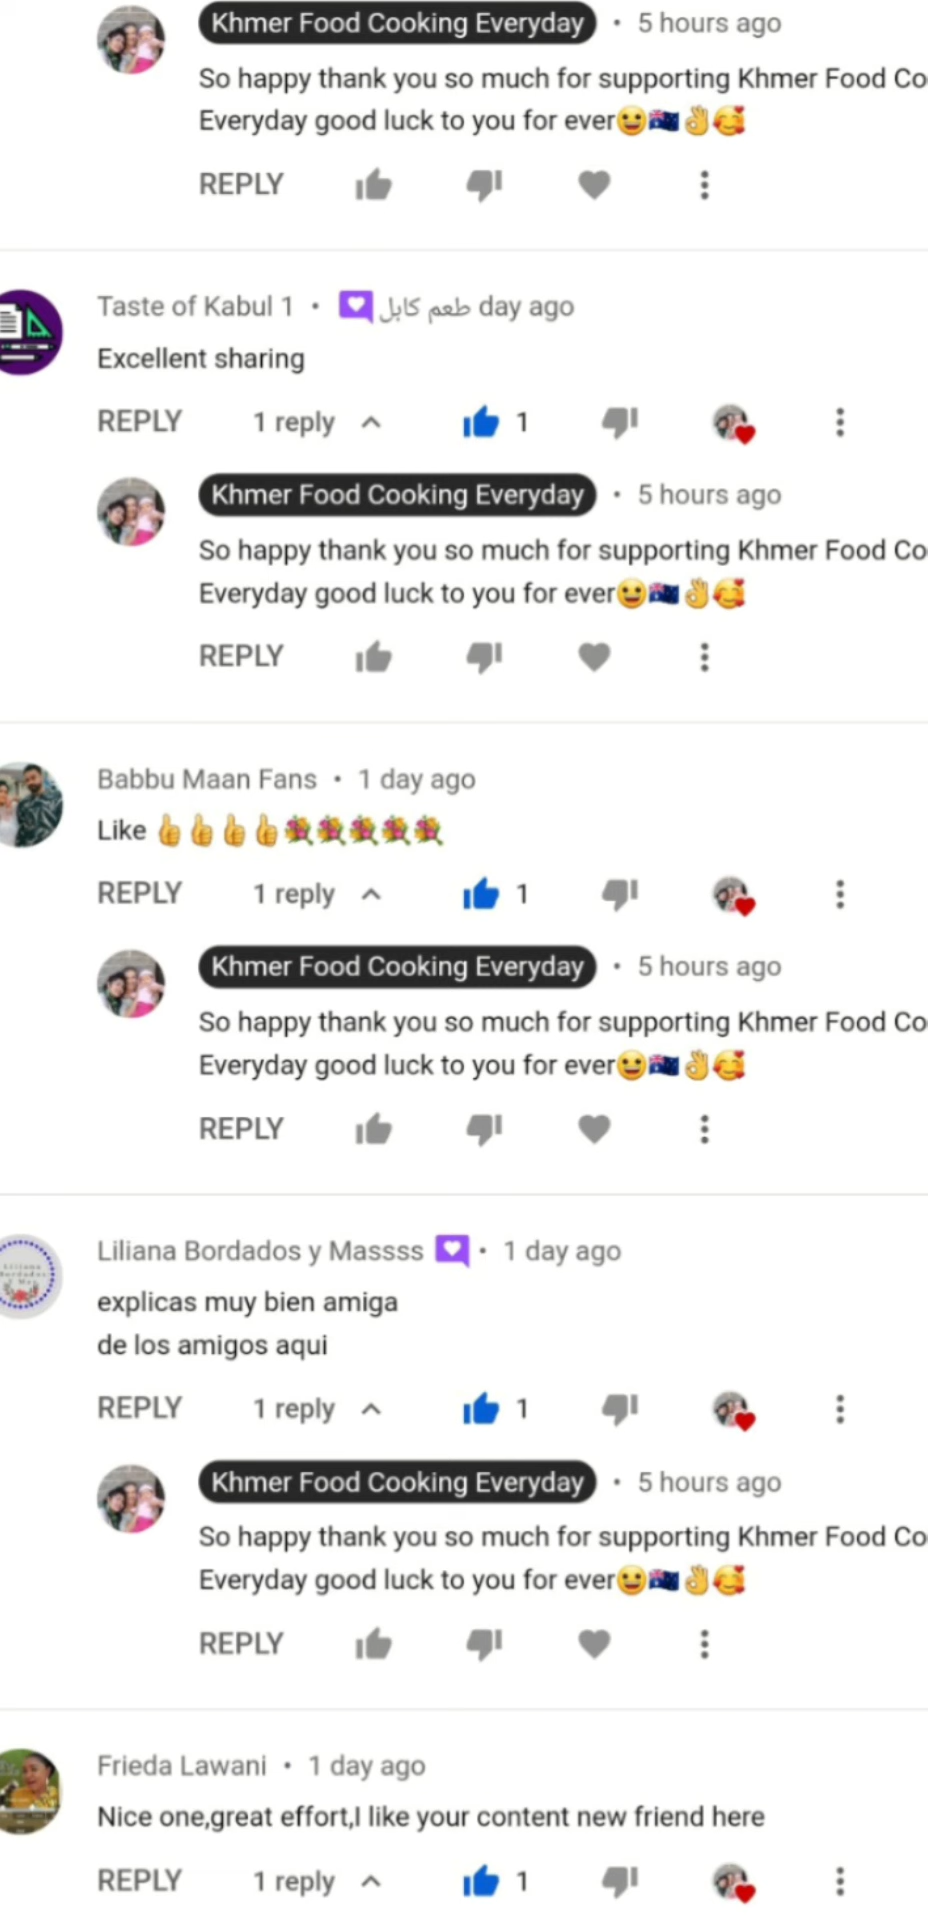 Khmer Food Cooking Everyday • 5 hours ago
So happy thank you so much for supporting Khmer Food Co
Everyday good luck to you for ever😀🇦🇺👌🥰
REPLY
Taste of Kabul 1 • 💜 طعم کابل day ago
Excellent sharing
REPLY 1 reply 1
Khmer Food Cooking Everyday • 5 hours ago
So happy thank you so much for supporting Khmer Food Co
Everyday good luck to you for ever😀🇦🇺👌🥰
REPLY
Babbu Maan Fans • 1 day ago
Like 👍👍👍👍💐💐💐💐💐
REPLY 1 reply 1
Khmer Food Cooking Everyday • 5 hours ago
So happy thank you so much for supporting Khmer Food Co
Everyday good luck to you for ever😀🇦🇺👌🥰
REPLY
Liliana Bordados y Massss 💜 • 1 day ago
explicas muy bien amiga
de los amigos aqui
REPLY 1 reply 1
Khmer Food Cooking Everyday • 5 hours ago
So happy thank you so much for supporting Khmer Food Co
Everyday good luck to you for ever😀🇦🇺👌🥰
REPLY
Frieda Lawani • 1 day ago
Nice one,great effort,I like your content new friend here
REPLY 1 reply 1